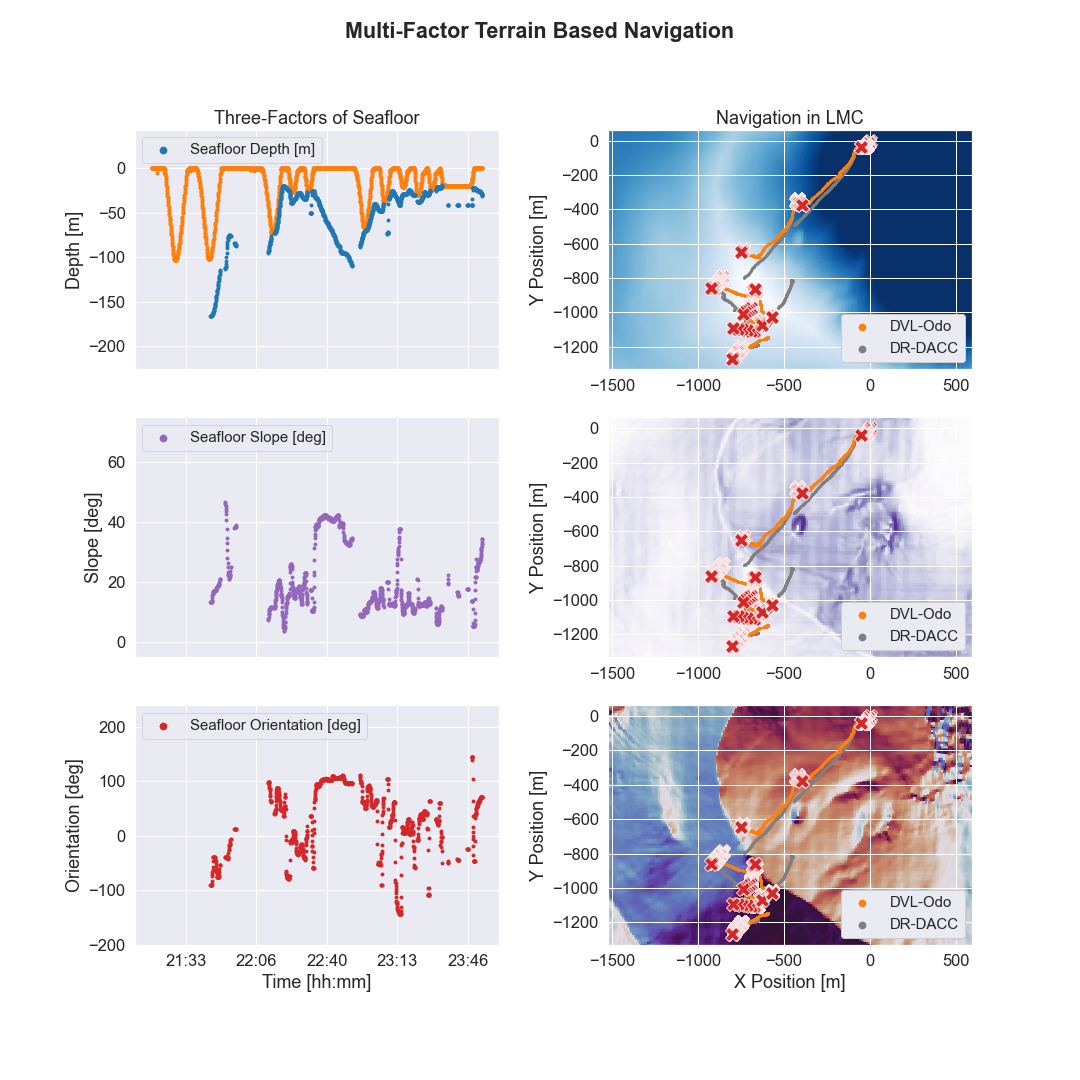 Multi-Factor Terrain Based Navigation
Three-Factors of Seafloor
Seafloor Depth [m]
Depth [m]
0
−50
−100
−150
−200
Navigation in LMC
Y Position [m]
0
−200
−400
−600
−800
−1000
−1200
DVL-Odo
DR-DACC
−1500
−1000
−500
0
500
Seafloor Slope [deg]
Slope [deg]
60
40
20
0
Y Position [m]
0
−200
−400
−600
−800
−1000
−1200
DVL-Odo
DR-DACC
−1500
−1000
−500
0
500
Seafloor Orientation [deg]
Orientation [deg]
200
100
0
−100
−200
21:33
22:06
22:40
23:13
23:46
Time [hh:mm]
Y Position [m]
0
−200
−400
−600
−800
−1000
−1200
DVL-Odo
DR-DACC
−1500
−1000
−500
0
500
X Position [m]